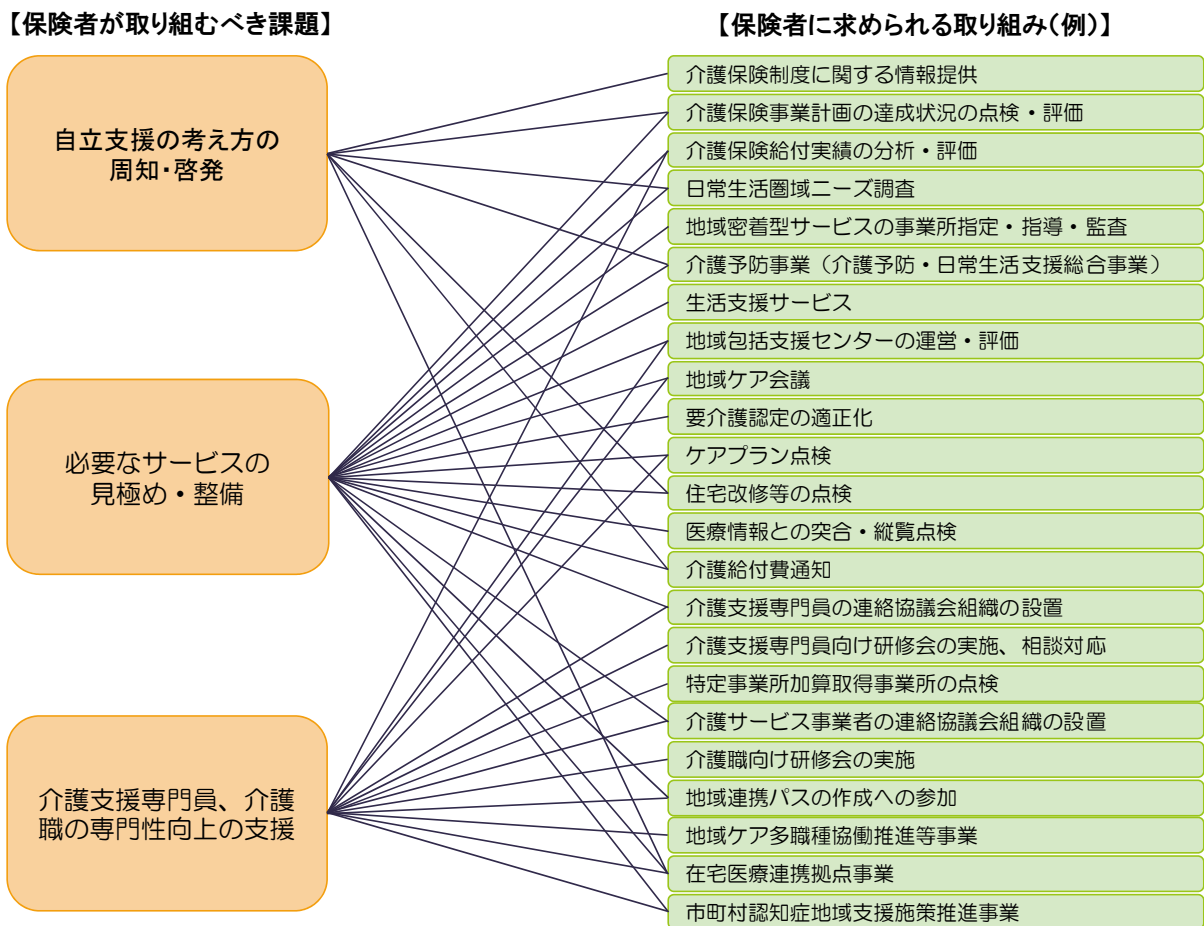 【保険者が取り組むべき課題】
【保険者に求められる取り組み（例）】
自立支援の考え方の
周知・啓発
必要なサービスの
見極め・整備
介護支援専門員、介護
職の専門性向上の支援
介護保険制度に関する情報提供
介護保険事業計画の達成状況の点検・評価
介護保険給付実績の分析・評価
日常生活圏域ニーズ調査
地域密着型サービスの事業所指定・指導・監査
介護予防事業（介護予防・日常生活支援総合事業）
生活支援サービス
地域包括支援センターの運営・評価
地域ケア会議
要介護認定の適正化
ケアプラン点検
住宅改修等の点検
医療情報との突合・縦覧点検
介護給付費通知
介護支援専門員の連絡協議会組織の設置
介護支援専門員向け研修会の実施、相談対応
特定事業所加算取得事業所の点検
介護サービス事業者の連絡協議会組織の設置
介護職向け研修会の実施
地域連携パスの作成への参加
地域ケア多職種協働推進等事業
在宅医療連携拠点事業
市町村認知症地域支援施策推進事業